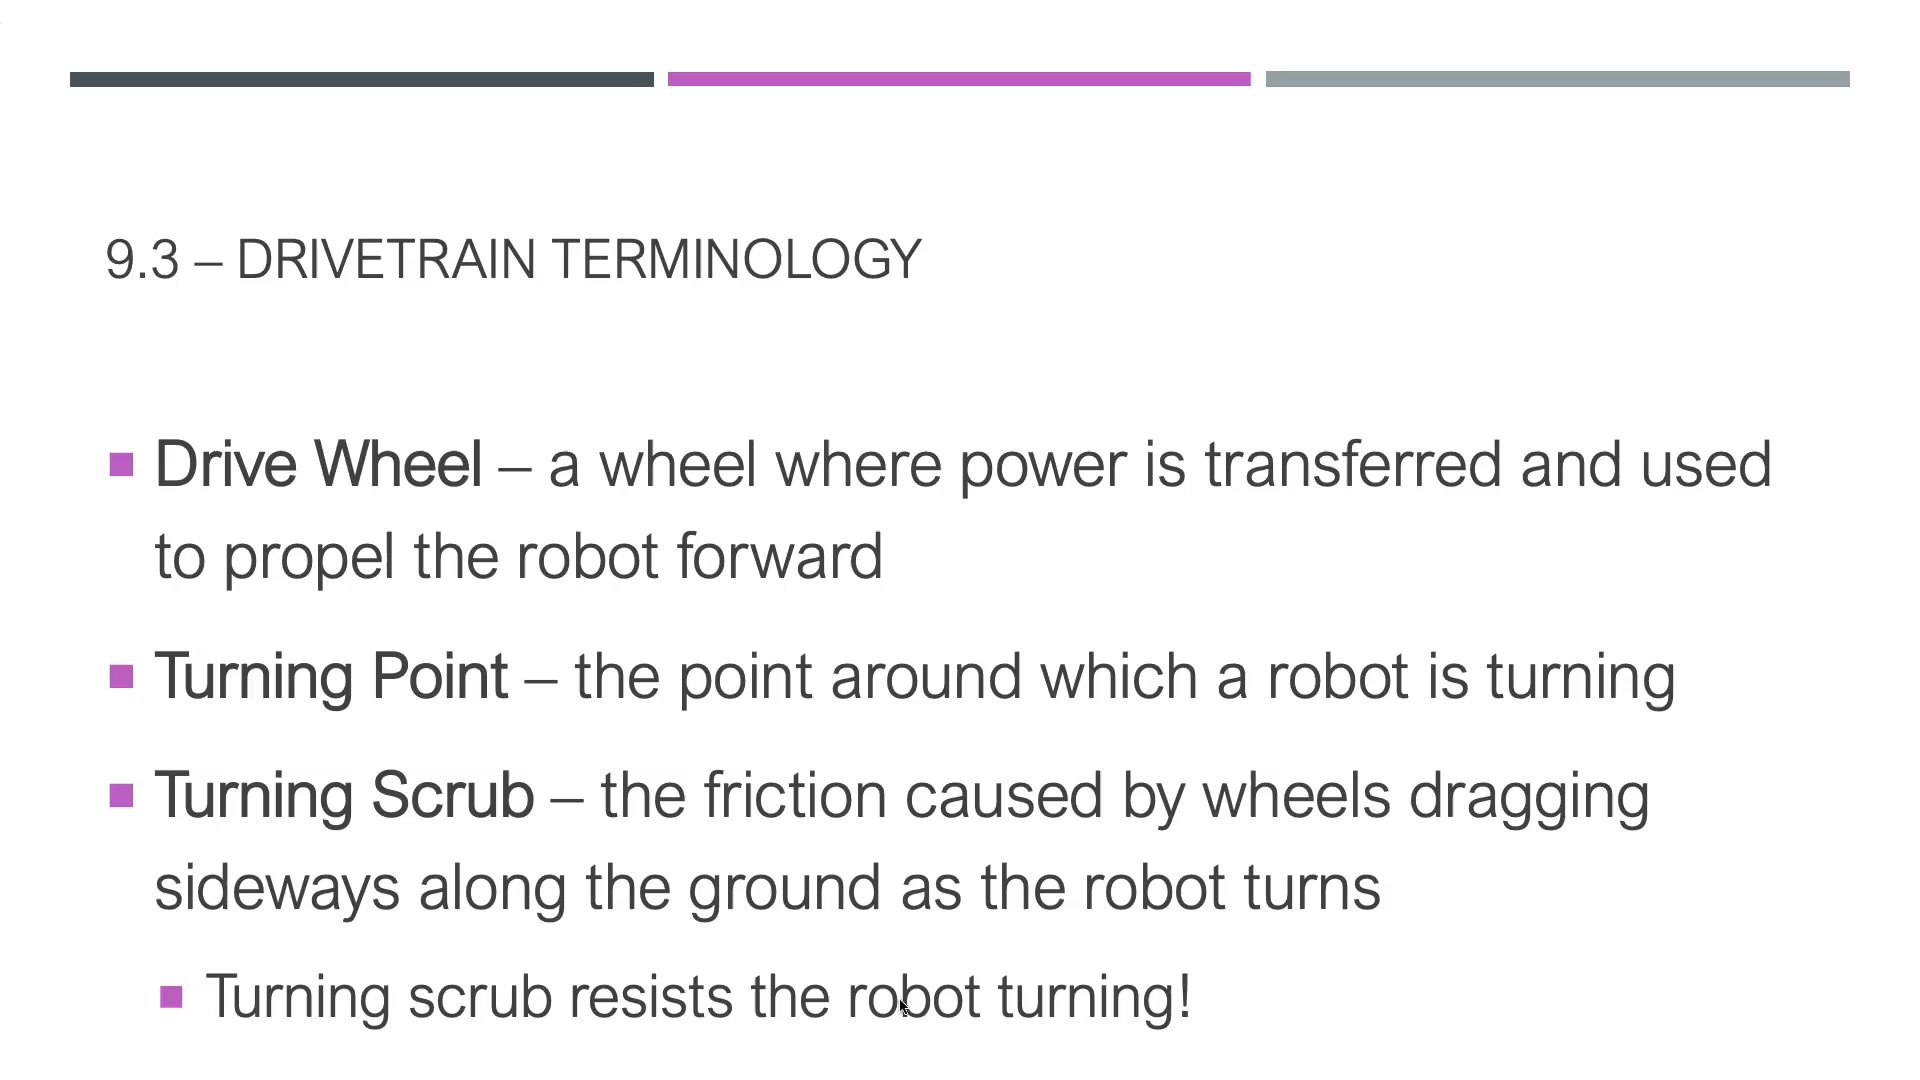 9.3 – DRIVETRAIN TERMINOLOGY
Drive Wheel – a wheel where power is transferred and used
to propel the robot forward
Turning Point – the point around which a robot is turning
Turning Scrub – the friction caused by wheels dragging
sideways along the ground as the robot turns
Turning scrub resists the robot turning!